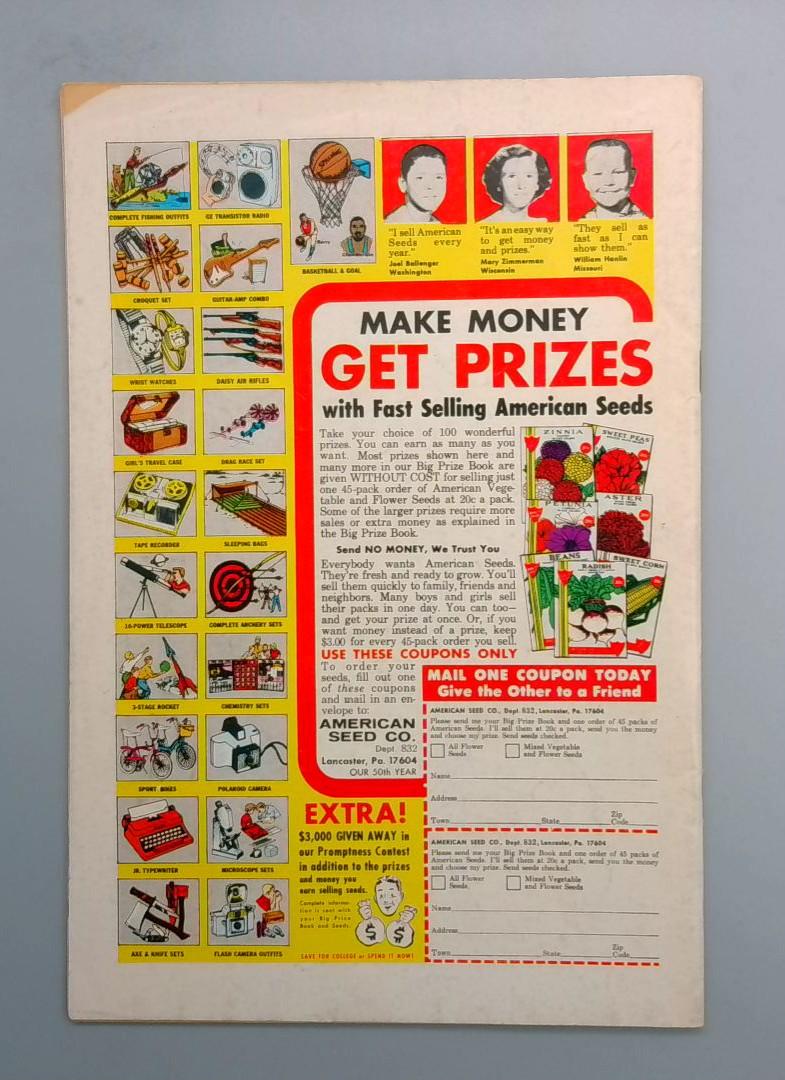 COMPLETE FISHING OUTFITS
GE TRANSISTOR RADIO
SPALDING
Barry
BASKETBALL & GOAL
"I sell American
Seeds every
year."
Joel Ballenger
Washington
"It's an easy way
to get money
and prizes."
Mary Zimmerman
Wisconsin
"They sell as
fast as I can
show them."
William Hanlin
Missouri
CROQUET SET
GUITAR-AMP COMBO
WRIST WATCHES
DAISY AIR RIFLES
GIRL'S TRAVEL CASE
DRAG RACE SET
TAPE RECORDER
SLEEPING BAGS
10-POWER TELESCOPE
COMPLETE ARCHERY SETS
3-STAGE ROCKET
CHEMISTRY SETS
SPORT BIKES
POLAROID CAMERA
JR. TYPEWRITER
MICROSCOPE SETS
AXE & KNIFE SETS
FLASH CAMERA OUTFITS
MAKE MONEY
GET PRIZES
with Fast Selling American Seeds
Take your choice of 100 wonderful
prizes. You can earn as many as you
want. Most prizes shown here and
many more in our Big Prize Book are
given WITHOUT COST for selling just
one 45-pack order of American Vege-
table and Flower Seeds at 20c a pack.
Some of the larger prizes require more
sales or extra money as explained in
the Big Prize Book.
Send NO MONEY, We Trust You
Everybody wants American Seeds.
They're fresh and ready to grow. You'll
sell them quickly to family, friends and
neighbors. Many boys and girls sell
their packs in one day. You can too—
and get your prize at once. Or, if you
want money instead of a prize, keep
$3.00 for every 45-pack order you sell.
ZINNIA
SWEET PEAS
PETUNIA
ASTER
BEANS
RADISH
SWEET CORN
USE THESE COUPONS ONLY
To order your
seeds, fill out one
of these coupons
and mail in an en-
velope to:
AMERICAN
SEED CO.
Dept. 832
Lancaster, Pa. 17604
OUR 50th YEAR
MAIL ONE COUPON TODAY
Give the Other to a Friend
AMERICAN SEED CO., Dept. 832, Lancaster, Pa. 17604
Please send me your Big Prize Book and one order of 45 packs of
American Seeds. I'll sell them at 20c a pack, send you the money
and choose my prize. Send seeds checked.
All Flower Seeds
Mixed Vegetable and Flower Seeds
Name
Address
Town State Zip Code
AMERICAN SEED CO., Dept. 832, Lancaster, Pa. 17604
Please send me your Big Prize Book and one order of 45 packs of
American Seeds. I'll sell them at 20c a pack, send you the money
and choose my prize. Send seeds checked.
All Flower Seeds
Mixed Vegetable and Flower Seeds
Name
Address
Town State Zip Code
EXTRA!
$3,000 GIVEN AWAY in
our Promptness Contest
in addition to the prizes
and money you
earn selling seeds.
Complete informa-
tion is sent with
your Big Prize
Book and Seeds.
$ $
SAVE FOR COLLEGE or SPEND IT NOW!